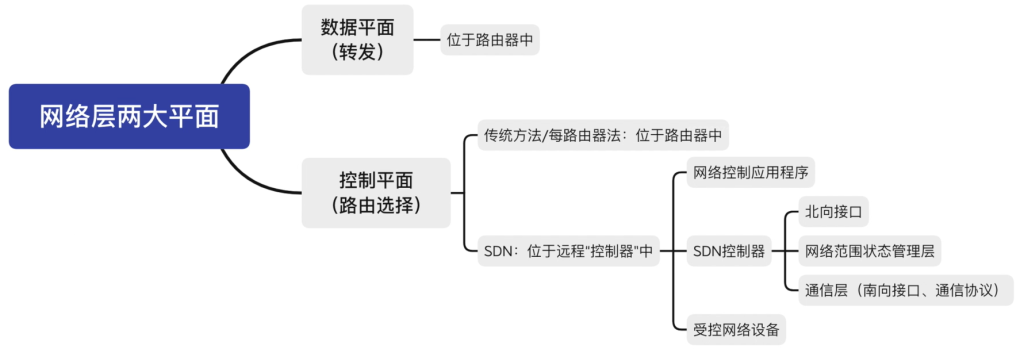 网络层两大平面
数据平面
（转发）
位于路由器中
控制平面
（路由选择）
传统方法/每路由器法：位于路由器中
SDN：位于远程"控制器"中
网络控制应用程序
SDN控制器
北向接口
网络范围状态管理层
通信层（南向接口、通信协议）
受控网络设备